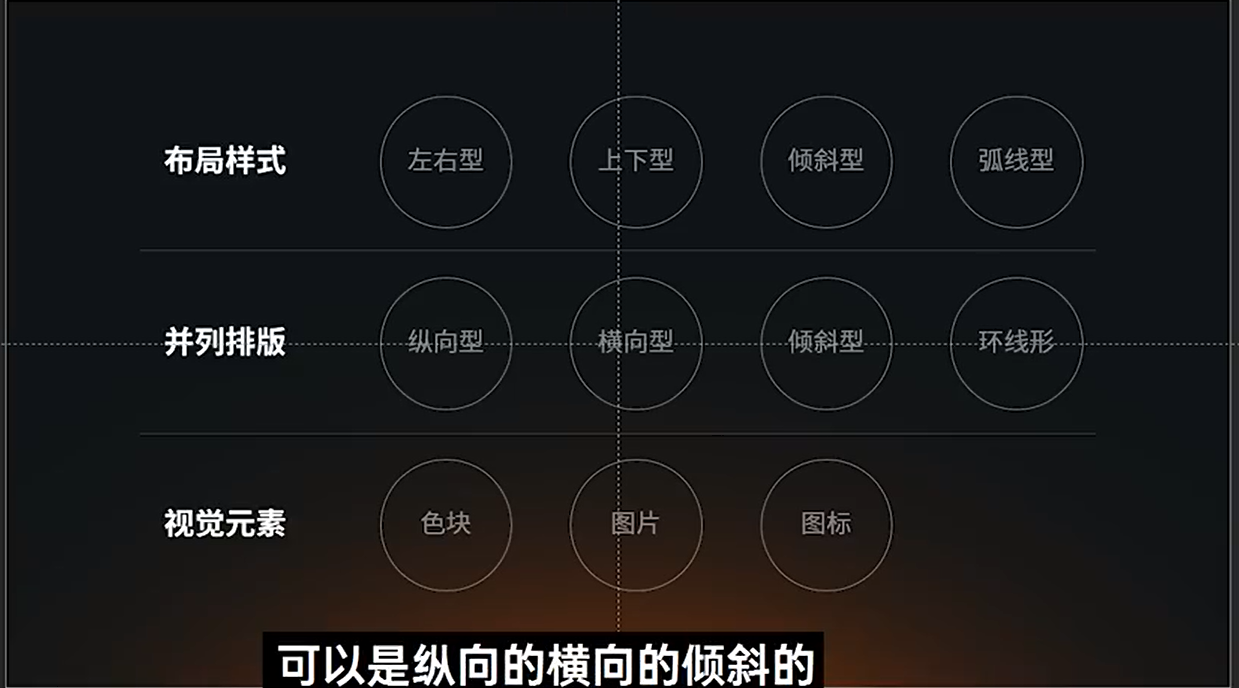 布局样式 左右型 上下型 倾斜型 弧线型
并列排版 纵向型 横向型 倾斜型 环线形
视觉元素 色块 图片 图标
可以是纵向的横向的倾斜的